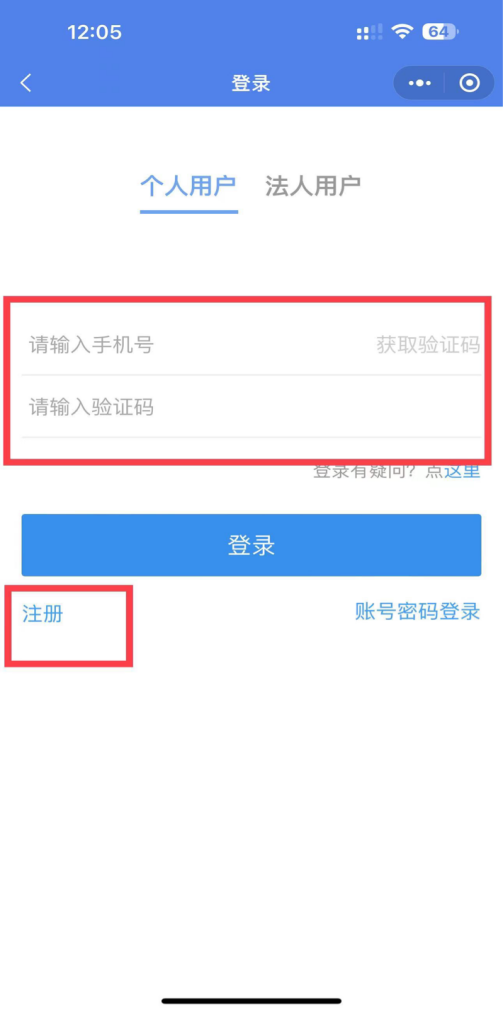 12:05 64
登录
个人用户 法人用户
请输入手机号 获取验证码
请输入验证码
登录有疑问？点这里
登录
注册 账号密码登录